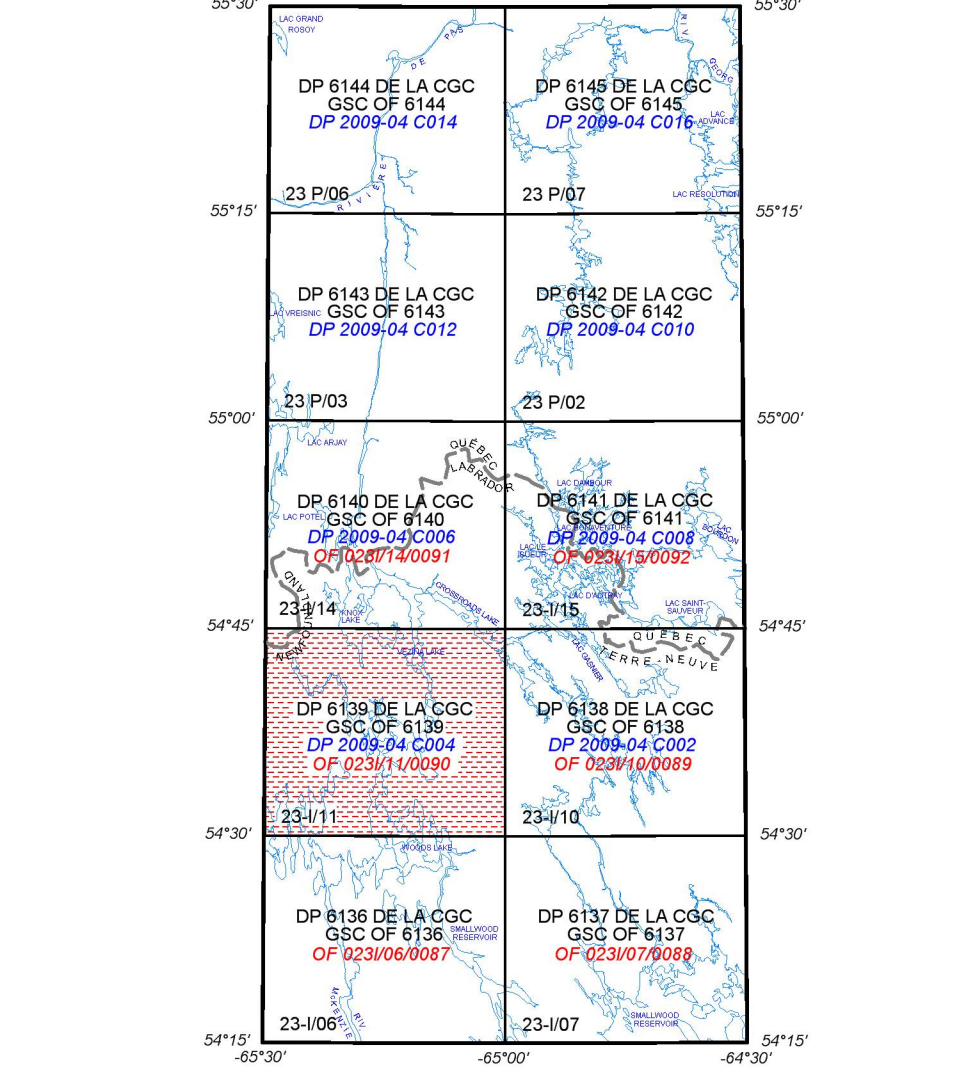 55°30'
55°30'
LAC GRAND
ROSOY
DE PAS
RIV
GEORG
DP 6144 DE LA CGC
GSC OF 6144
DP 2009-04 C014
DP 6145 DE LA CGC
GSC OF 6145
DP 2009-04 C016
LAC
ADVANCE
23 P/06
RIVIÈRE
23 P/07
LAC RESOLUTION
55°15'
55°15'
DP 6143 DE LA CGC
GSC OF 6143
DP 2009-04 C012
LAC VREISNIC
DP 6142 DE LA CGC
GSC OF 6142
DP 2009-04 C010
23 P/03
23 P/02
55°00'
55°00'
LAC ARJAY
QUÉBEC
LABRADOR
DP 6140 DE LA CGC
GSC OF 6140
DP 2009-04 C006
OF 023I/14/0091
LAC POTEL
DP 6141 DE LA CGC
GSC OF 6141
DP 2009-04 C008
OF 023I/15/0092
LAC BONAVENTURE
LAC LE
LAC D'AUTRAY
LAC SAINT-
SAUVEUR
23-I/14
KNOX
LAKE
CROSSROADS LAKE
23-I/15
54°45'
54°45'
QUÉBEC
TERRE-NEUVE
VEZINA LAKE
LAC GASNIER
DP 6139 DE LA CGC
GSC OF 6139
DP 2009-04 C004
OF 023I/11/0090
DP 6138 DE LA CGC
GSC OF 6138
DP 2009-04 C002
OF 023I/10/0089
23-I/11
23-I/10
54°30'
54°30'
WOODS LAKE
DP 6136 DE LA CGC
GSC OF 6136
OF 023I/06/0087
SMALLWOOD
RESERVOIR
DP 6137 DE LA CGC
GSC OF 6137
OF 023I/07/0088
McKENZIE
RIV
23-I/06
23-I/07
SMALLWOOD
RESERVOIR
54°15'
54°15'
-65°30'
-65°00'
-64°30'